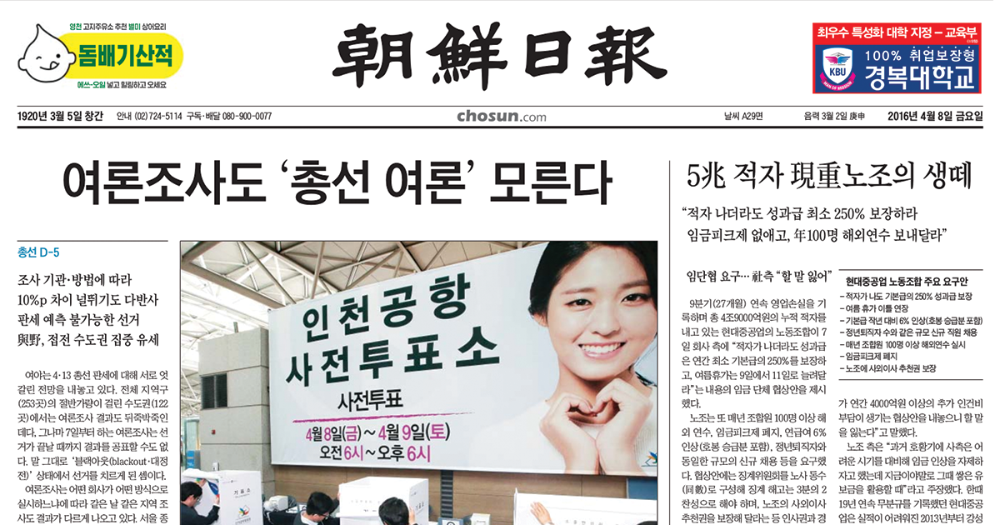 영천 고지주유소 추천 별미 상어요리
돔배기산적
에쓰-오일 넣고 힐링하고 오세요
朝鮮日報
최우수 특성화 대학 지정 – 교육부
KBU
MAN OF MISSION
100% 취업보장형
경복대학교
1920년 3월 5일 창간 안내 (02)724-5114 구독·배달 080-900-0077
chosun.com
날씨 A29면 음력 3월 2일 庚申 2016년 4월 8일 금요일
여론조사도 ‘총선 여론’ 모른다
총선 D-5
조사 기관·방법에 따라
10%p 차이 널뛰기도 다반사
판세 예측 불가능한 선거
與野, 접전 수도권 집중 유세
여야는 4·13 총선 판세에 대해 서로 엇
갈린 전망을 내놓고 있다. 전체 지역구
(253곳)의 절반가량이 걸린 수도권(122
곳)에서는 여론조사 결과도 뒤죽박죽인
데다, 그나마 7일부터 하는 여론조사는 선
거가 끝날 때까지 결과를 공표할 수도 없
다. 말 그대로 ‘블랙아웃(blackout·대정
전)’ 상태에서 선거를 치르게 된 셈이다.
여론조사는 어떤 회사가 어떤 방식으로
실시하느냐에 따라 같은 날 같은 지역 조
사도 결과가 다르게 나오고 있다. 서울 종
인천공항
사전투표소
사전투표
4월 8일(금) ~ 4월 9일(토)
오전 6시 ~ 오후 6시
기표소
5兆 적자 現重노조의 생떼
“적자 나더라도 성과급 최소 250% 보장하라
임금피크제 없애고, 年100명 해외연수 보내달라”
임단협 요구… 社측 “할 말 잃어”
9분기(27개월) 연속 영업손실을 기
록하며 총 4조9000억원의 누적 적자를
내고 있는 현대중공업의 노동조합이 7
일 회사 측에 “적자가 나더라도 성과급
은 연간 최소 기본급의 250%를 보장하
고, 여름휴가는 9일에서 11일로 늘려달
라”는 내용의 임금 단체 협상안을 제시
했다.
노조는 또 매년 조합원 100명 이상 해
외 연수, 임금피크제 폐지, 연급여 6%
인상(호봉 승급분 포함), 정년퇴직자와
동일한 규모의 신규 채용 등을 요구했
다. 협상안에는 징계위원회를 노사 동수
(同數)로 구성해 징계 해고는 3분의 2
찬성으로 해야 하며, 노조의 사외이사
추천권을 보장해 달라는 등 인사권과 경
현대중공업 노동조합 주요 요구안
– 적자가 나도 기본급의 250% 성과급 보장
– 여름 휴가 이틀 연장
– 기본급 작년 대비 6% 인상(호봉 승급분 포함)
– 정년퇴직자 수와 같은 규모 신규 직원 채용
– 매년 조합원 100명 이상 해외연수 실시
– 임금피크제 폐지
– 노조에 사외이사 추천권 보장
가 연간 4000억원 이상의 추가 인건비
부담이 생기는 협상안을 내놓으니 할 말
을 잃는다”고 말했다.
노조 측은 “과거 호황기에 사측은 어
려운 시기를 대비해 임금 인상을 자제하
자고 했는데 지금이야말로 그때 쌓은 유
보금을 활용할 때”라고 주장했다. 한때
19년 연속 무분규를 기록했던 현대중공
업은 실적이 어려워진 2013년부터 강성